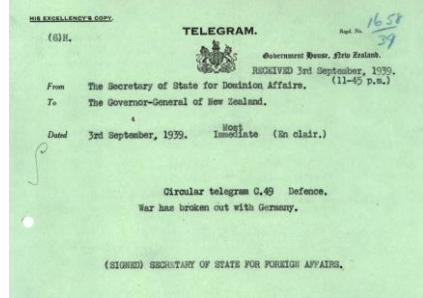 HIS EXCELLENCY'S COPY.
TELEGRAM.
Regd. No. 1658/39
(6)H.
Government House, New Zealand.
RECEIVED 3rd September, 1939.
(11-45 p.m.)
From The Secretary of State for Dominion Affairs.
To The Governor-General of New Zealand.
Dated 3rd September, 1939. Most Immediate (En clair.)
Circular telegram C.49 Defence.
War has broken out with Germany.
(SIGNED) SECRETARY OF STATE FOR FOREIGN AFFAIRS.